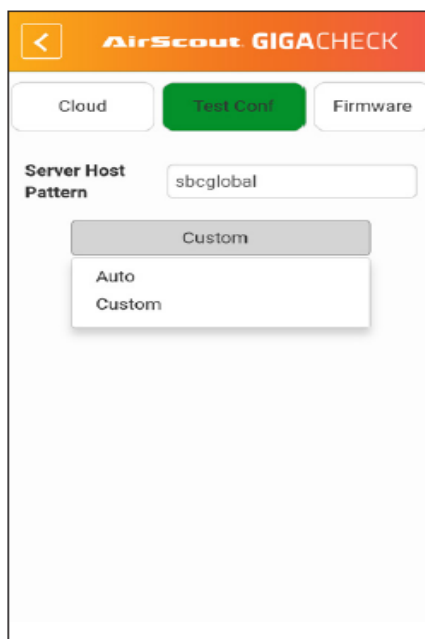 AirScout GIGACHECK
Cloud
Test Conf
Firmware
Server Host
Pattern
sbcglobal
Custom
Auto
Custom